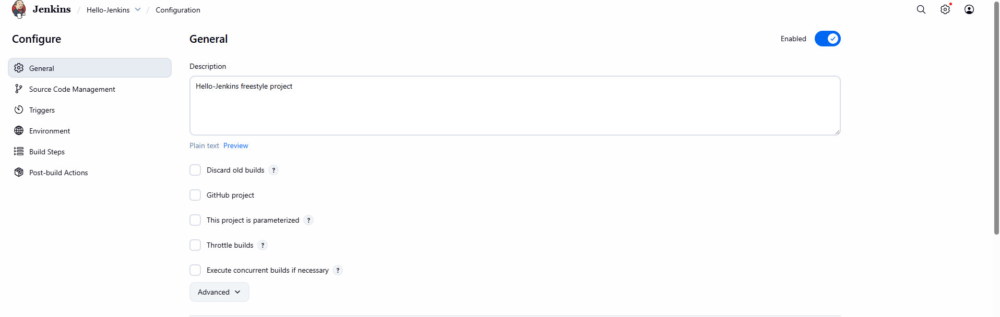 Jenkins / Hello-Jenkins / Configuration
Configure
General
Source Code Management
Triggers
Environment
Build Steps
Post-build Actions
General
Enabled
Description
Hello-Jenkins freestyle project
Plain text Preview
Discard old builds ?
GitHub project
This project is parameterized ?
Throttle builds ?
Execute concurrent builds if necessary ?
Advanced